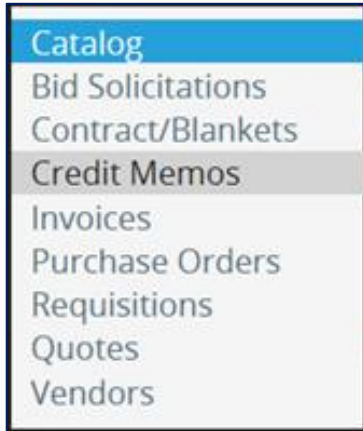 Catalog
Bid Solicitations
Contract/Blankets
Credit Memos
Invoices
Purchase Orders
Requisitions
Quotes
Vendors